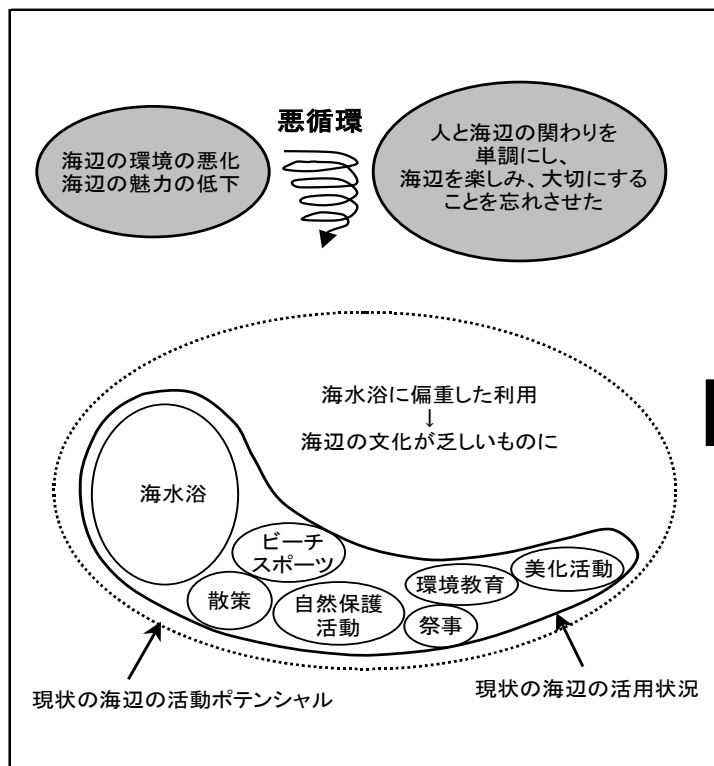 悪循環
海辺の環境の悪化
海辺の魅力の低下
人と海辺の関わりを
単調にし、
海辺を楽しみ、大切にする
ことを忘れさせた
海水浴に偏重した利用
↓
海辺の文化が乏しいものに
海水浴
ビーチ
スポーツ
散策
自然保護
活動
環境教育
祭事
美化活動
現状の海辺の活動ポテンシャル
現状の海辺の活用状況